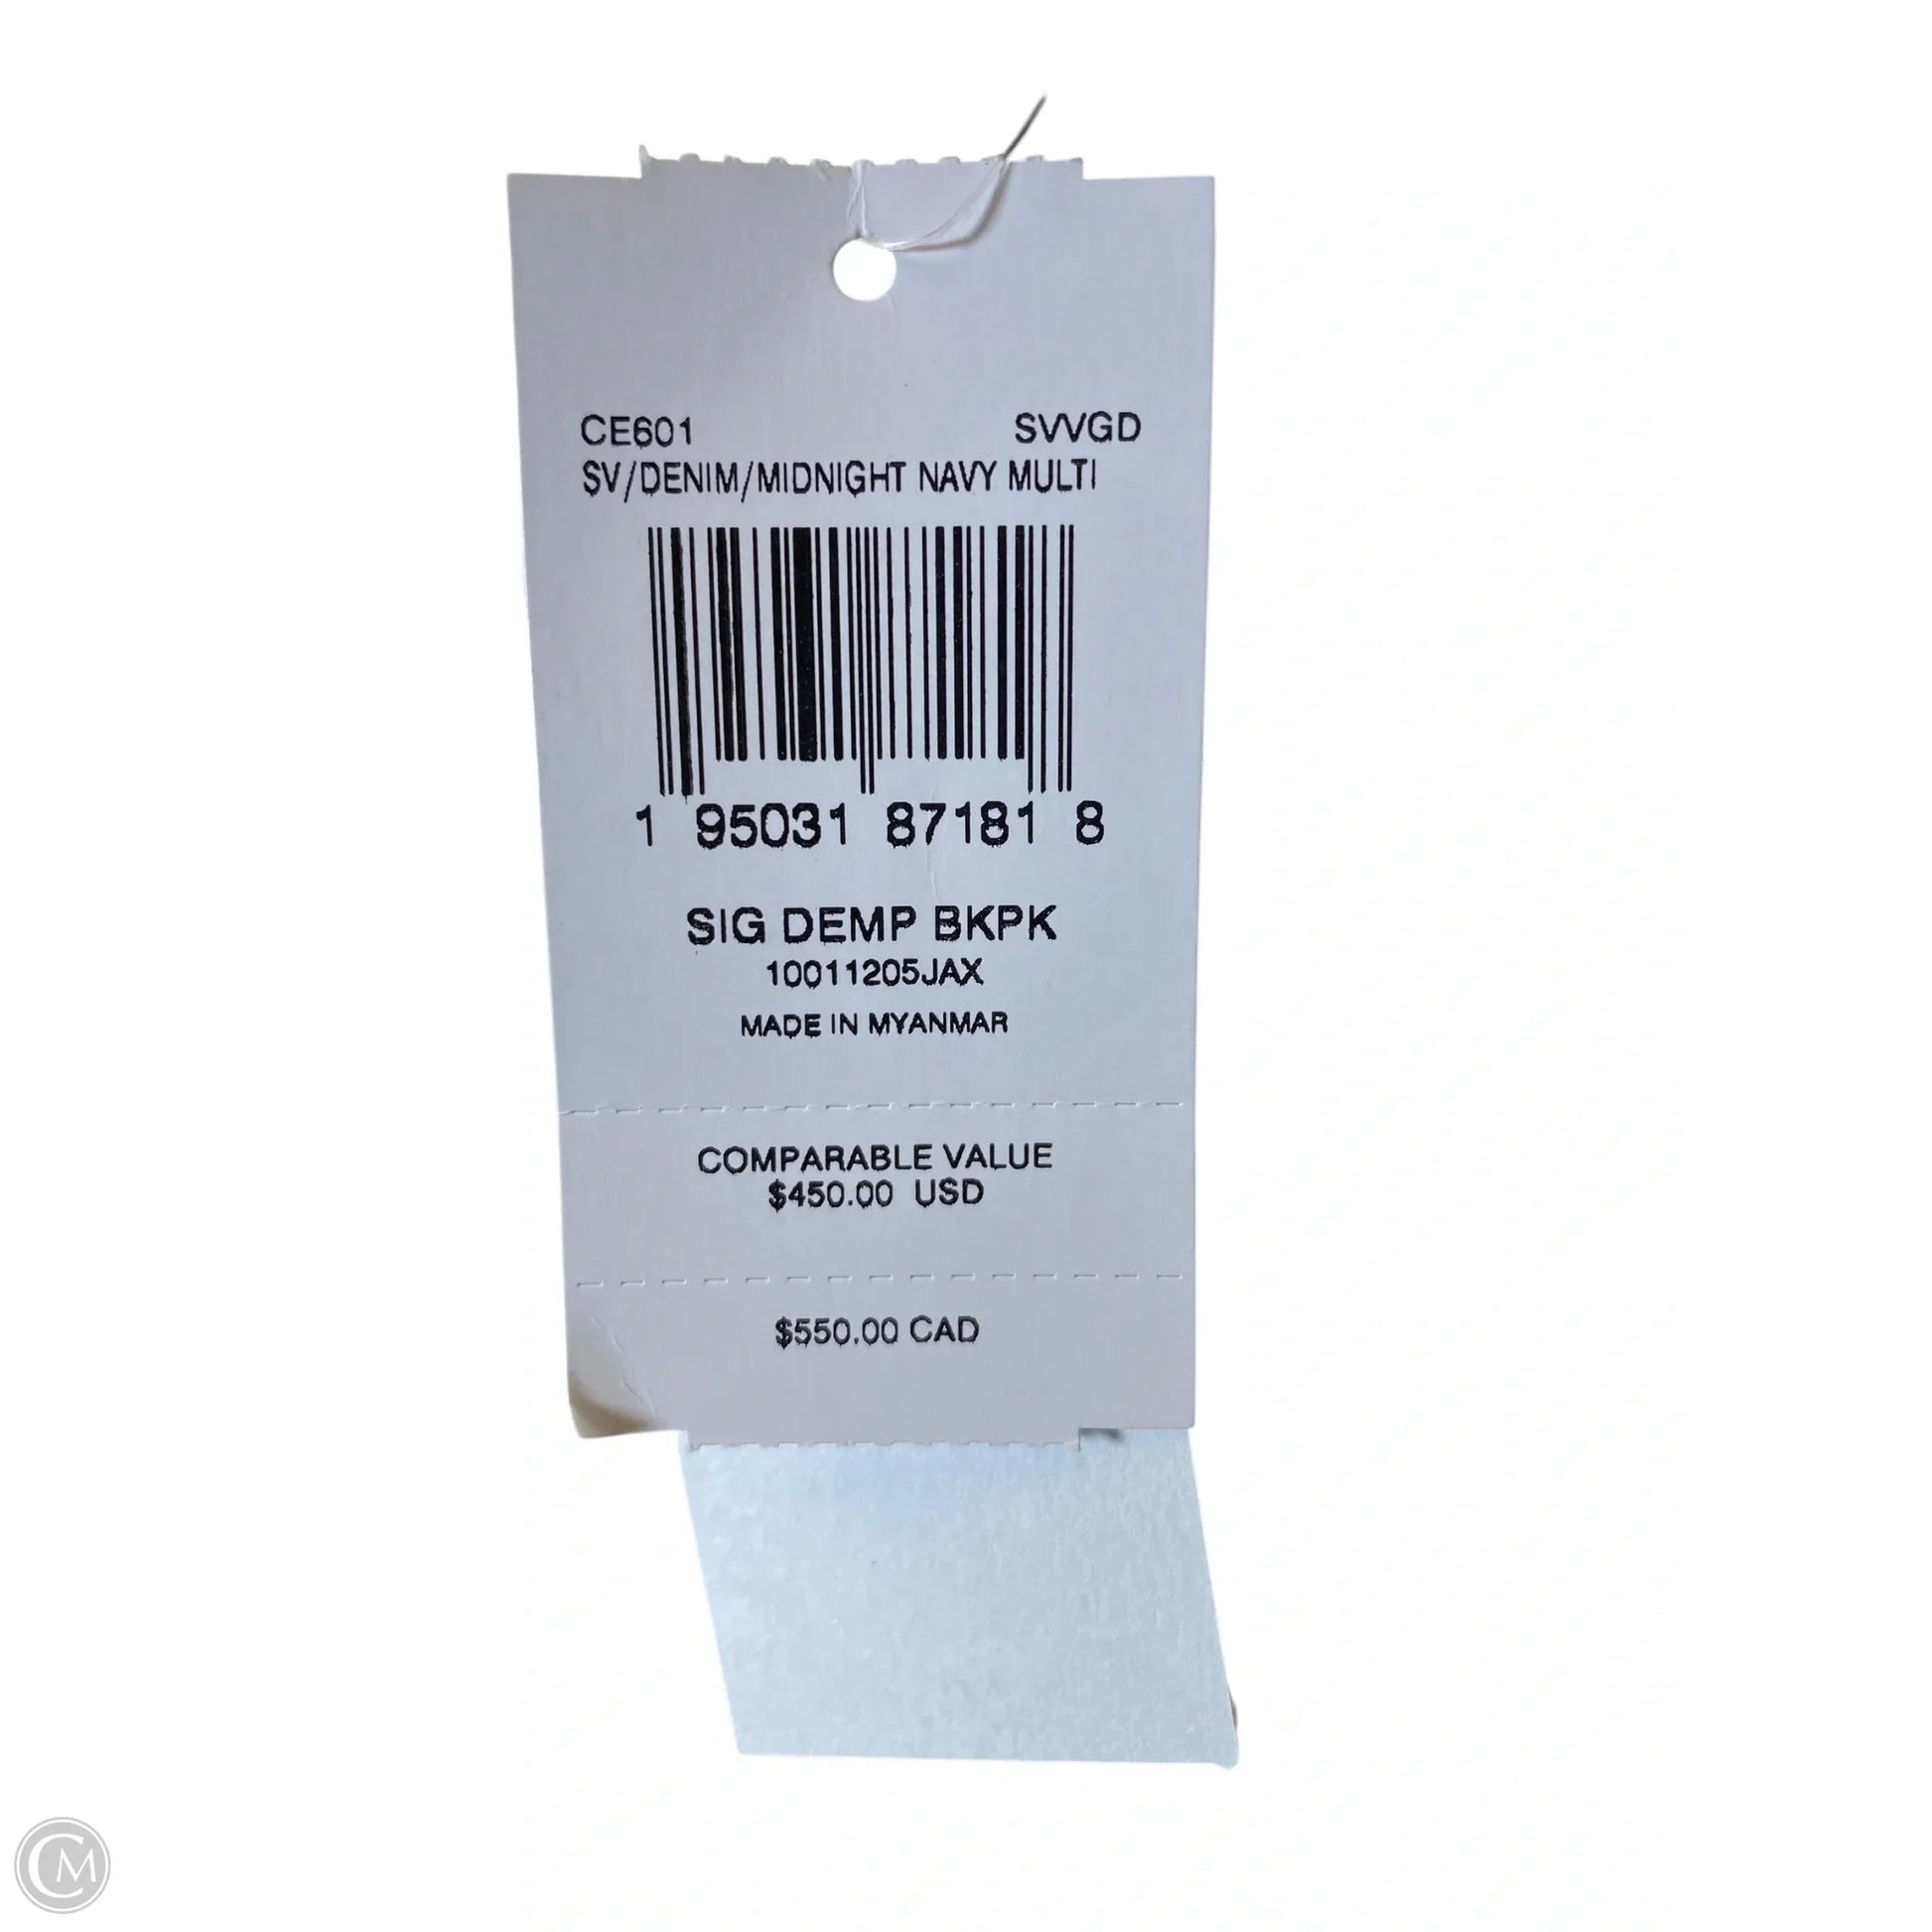 CE601 SVVGD
SV/DENIM/MIDNIGHT NAVY MULTI
1 95031 87181 8
SIG DEMP BKPK
10011205JAX
MADE IN MYANMAR
COMPARABLE VALUE
$450.00 USD
$550.00 CAD
CM